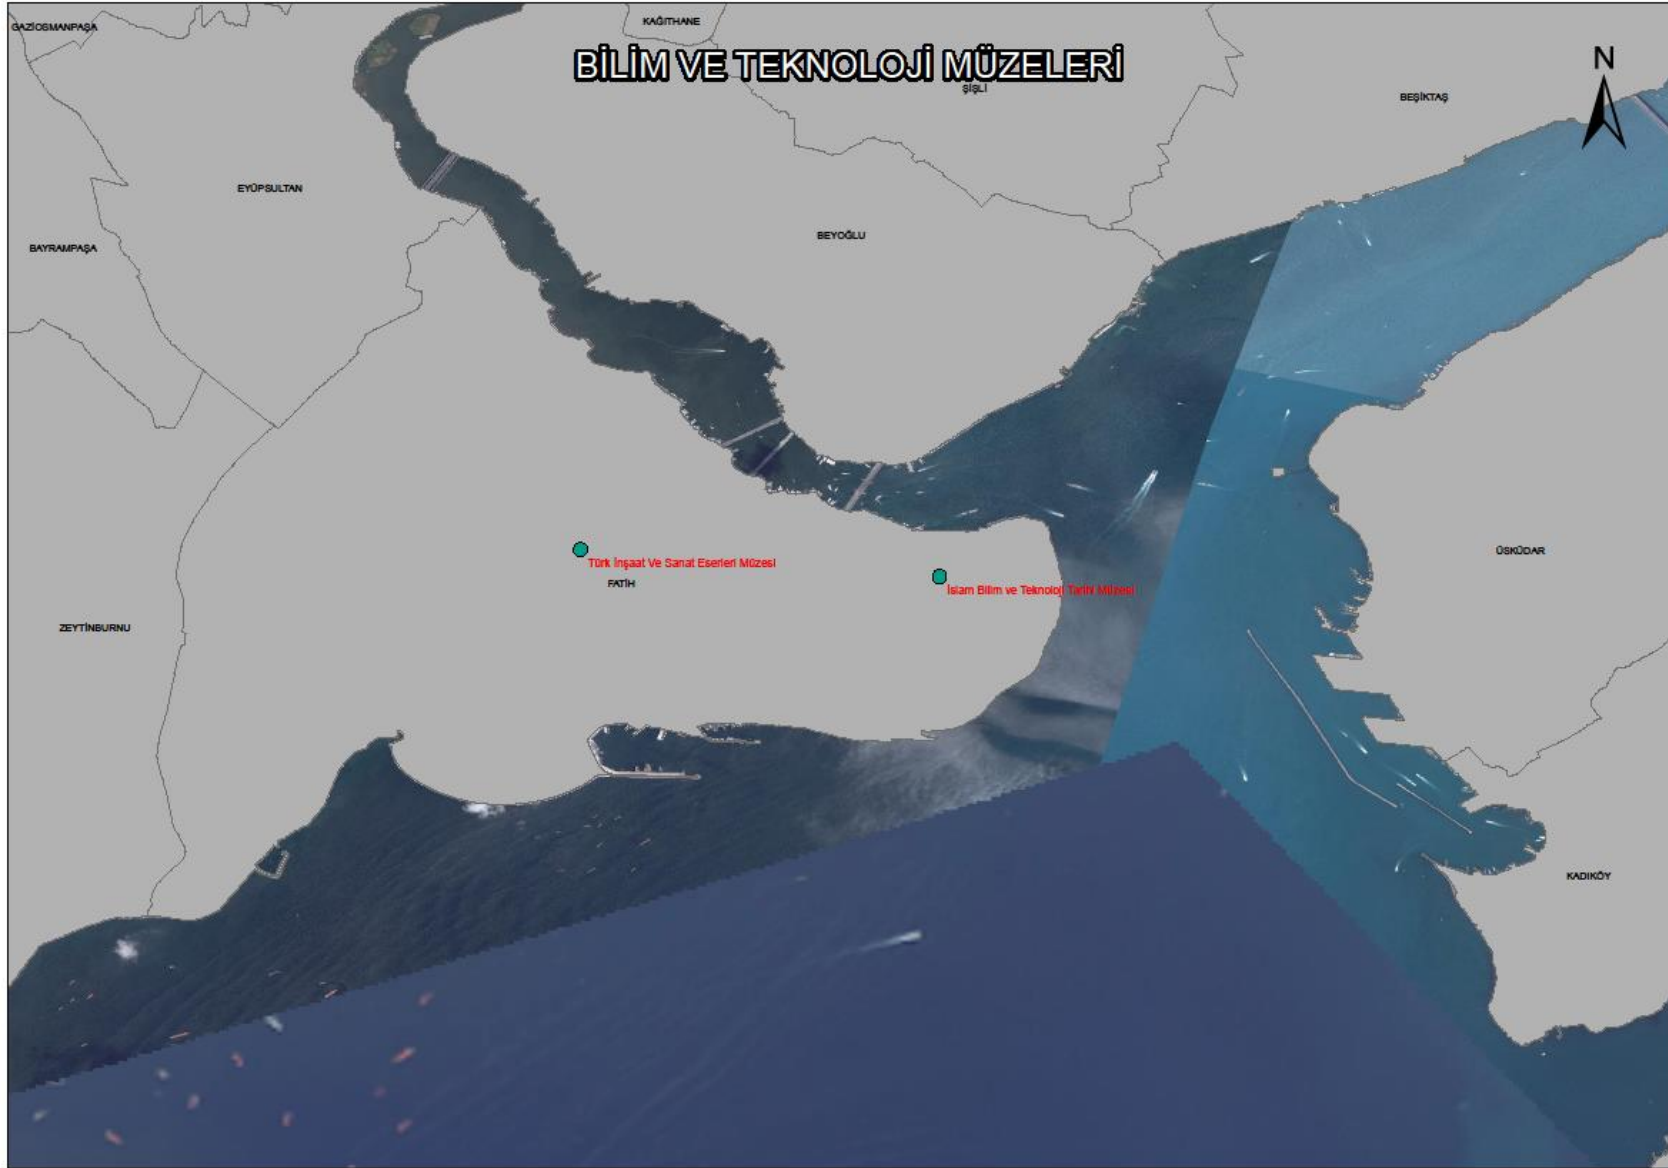 GAZİOSMANPAŞA
KAĞITHANE
BİLİM VE TEKNOLOJİ MÜZELERİ
N
ŞİŞLİ
BEŞİKTAŞ
EYÜPSULTAN
BEYOĞLU
BAYRAMPAŞA
ÜSKÜDAR
Türk İnşaat Ve Sanat Eserleri Müzesi
FATİH
İslam Bilim ve Teknoloji Tarihi Müzesi
ZEYTİNBURNU
KADIKÖY